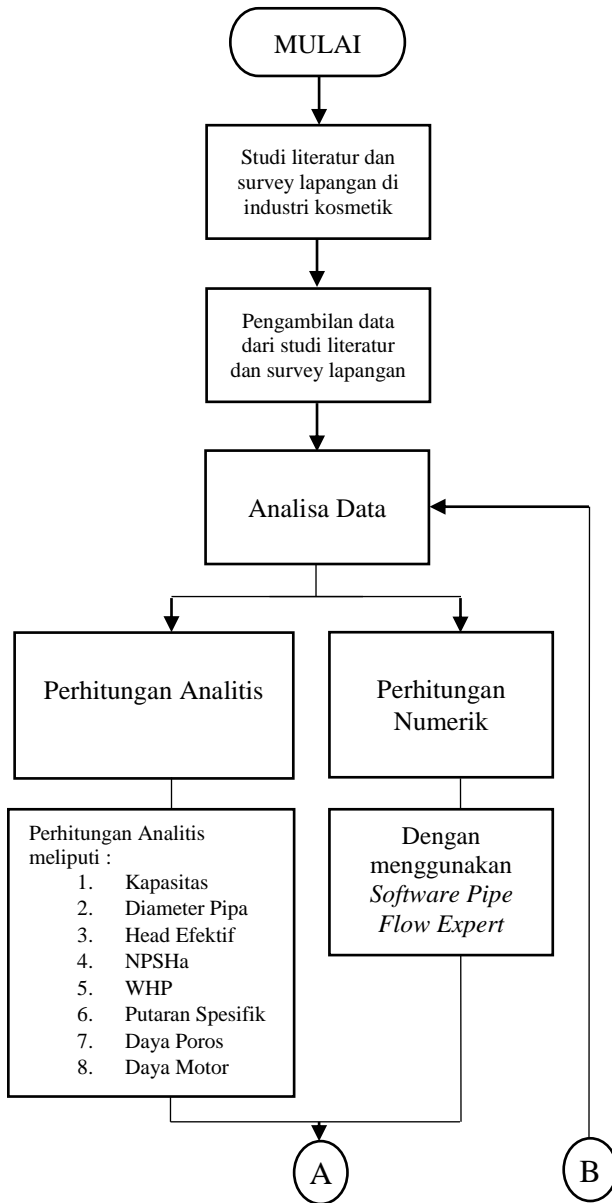 MULAI
Studi literatur dan
survey lapangan di
industri kosmetik
Pengambilan data
dari studi literatur
dan survey lapangan
Analisa Data
Perhitungan Analitis
Perhitungan
Numerik
Perhitungan Analitis
meliputi :
1. Kapasitas
2. Diameter Pipa
3. Head Efektif
4. NPSHa
5. WHP
6. Putaran Spesifik
7. Daya Poros
8. Daya Motor
Dengan
menggunakan
Software Pipe
Flow Expert
A
B